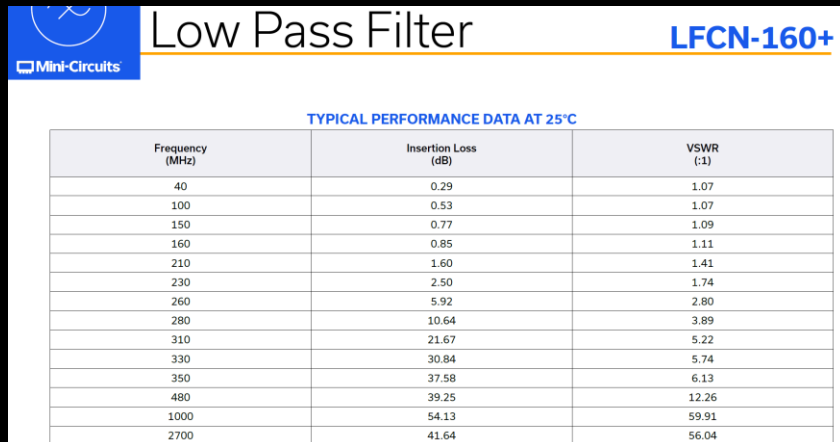 Low Pass Filter
LFCN-160+
Mini-Circuits
TYPICAL PERFORMANCE DATA AT 25°C
Frequency (MHz) Insertion Loss (dB) VSWR (:1)
40 0.29 1.07
100 0.53 1.07
150 0.77 1.09
160 0.85 1.11
210 1.60 1.41
230 2.50 1.74
260 5.92 2.80
280 10.64 3.89
310 21.67 5.22
330 30.84 5.74
350 37.58 6.13
480 39.25 12.26
1000 54.13 59.91
2700 41.64 56.04